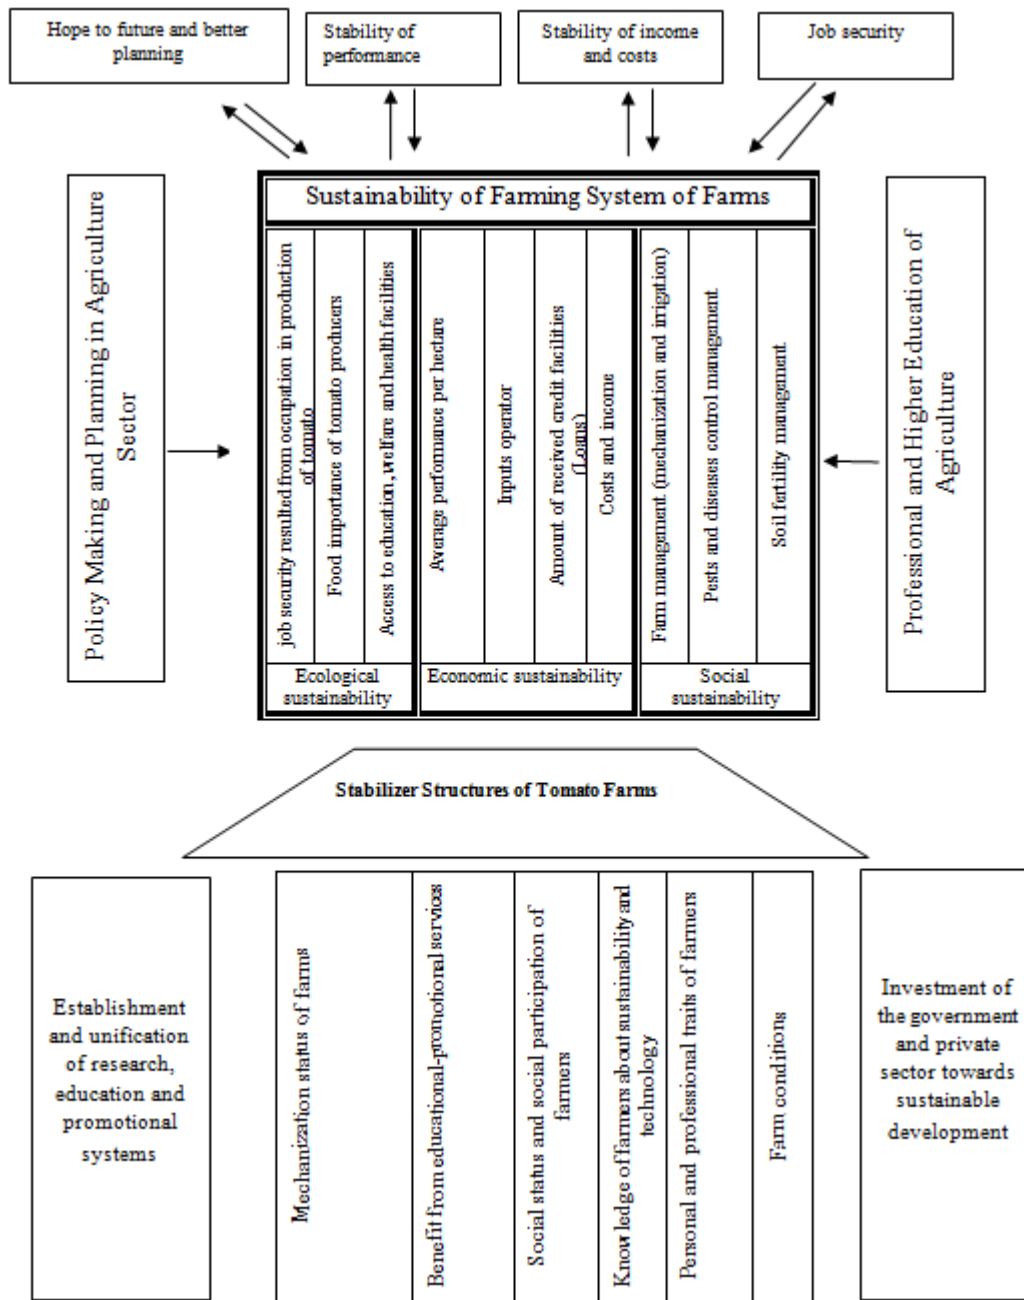 Hope to future and better
planning
Stability of
performance
Stability of income
and costs
Job security
Policy Making and Planning in Agriculture
Sector
Sustainability of Farming System of Farms
job security resulted from occupation in production
of tomato
Food importance of tomato producers
Access to education, welfare and health facilities
Average performance per hectare
Inputs operator
Amount of received credit facilities
(Loans)
Costs and income
Farm management (mechanization and irrigation)
Pests and diseases control management
Soil fertility management
Ecological
sustainability
Economic sustainability
Social
sustainability
Professional and Higher Education of
Agriculture
Stabilizer Structures of Tomato Farms
Establishment
and unification
of research,
education and
promotional
systems
Mechanization status of farms
Benefit from educational-promotional services
Social status and social participation of
farmers
Knowledge of farmers about sustainability and
technology
Personal and professional traits of farmers
Farm conditions
Investment of
the government
and private
sector towards
sustainable
development